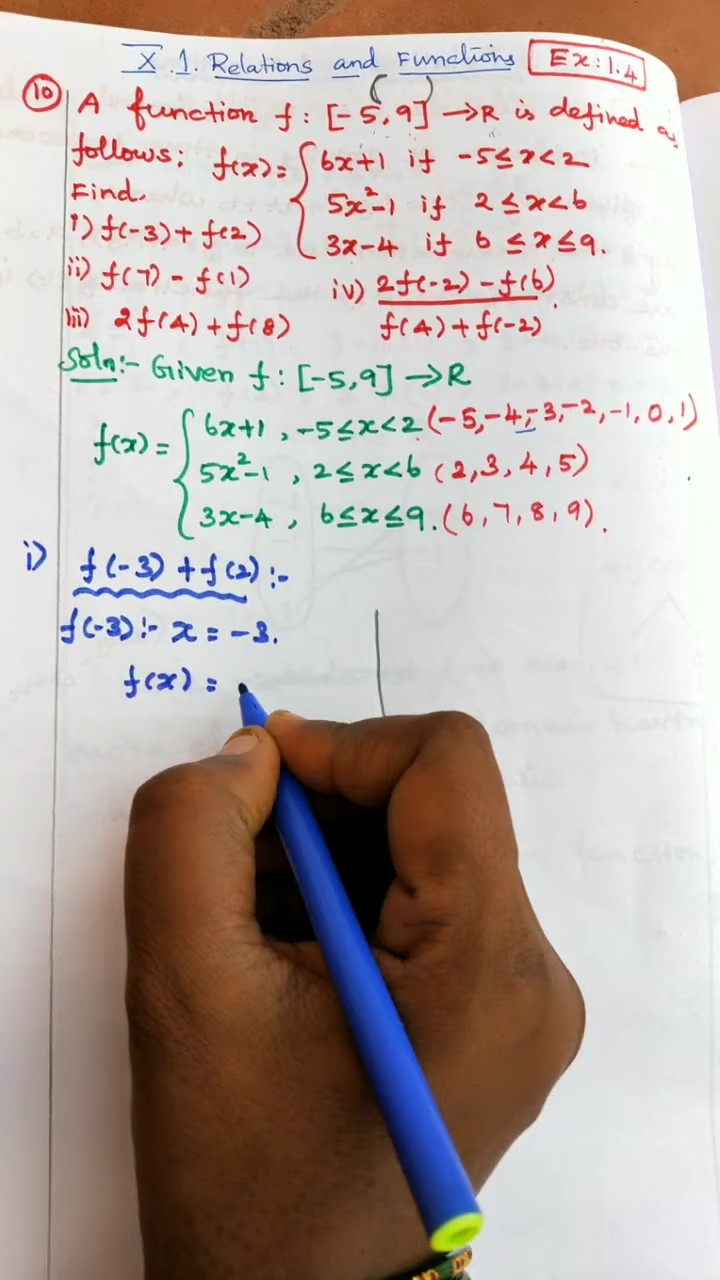 X.1. Relations and Functions Ex:1.4
10 A function f: [-5,9] →R is defined as
follows: f(x)= { 6x+1 if -5≤x<2
Find. 5x²-1 if 2≤x<6
i) f(-3)+f(2) 3x-4 if 6≤x≤9.
ii) f(7)-f(1) iv) 2f(-2)-f(6)
iii) 2f(4)+f(8) f(4)+f(-2)
Soln:- Given f: [-5,9] →R
f(x)= { 6x+1, -5≤x<2 (-5,-4,-3,-2,-1,0,1)
5x²-1, 2≤x<6 (2,3,4,5)
3x-4, 6≤x≤9. (6,7,8,9).
i) f(-3)+f(2):-
f(-3):- x = -3.
f(x) =